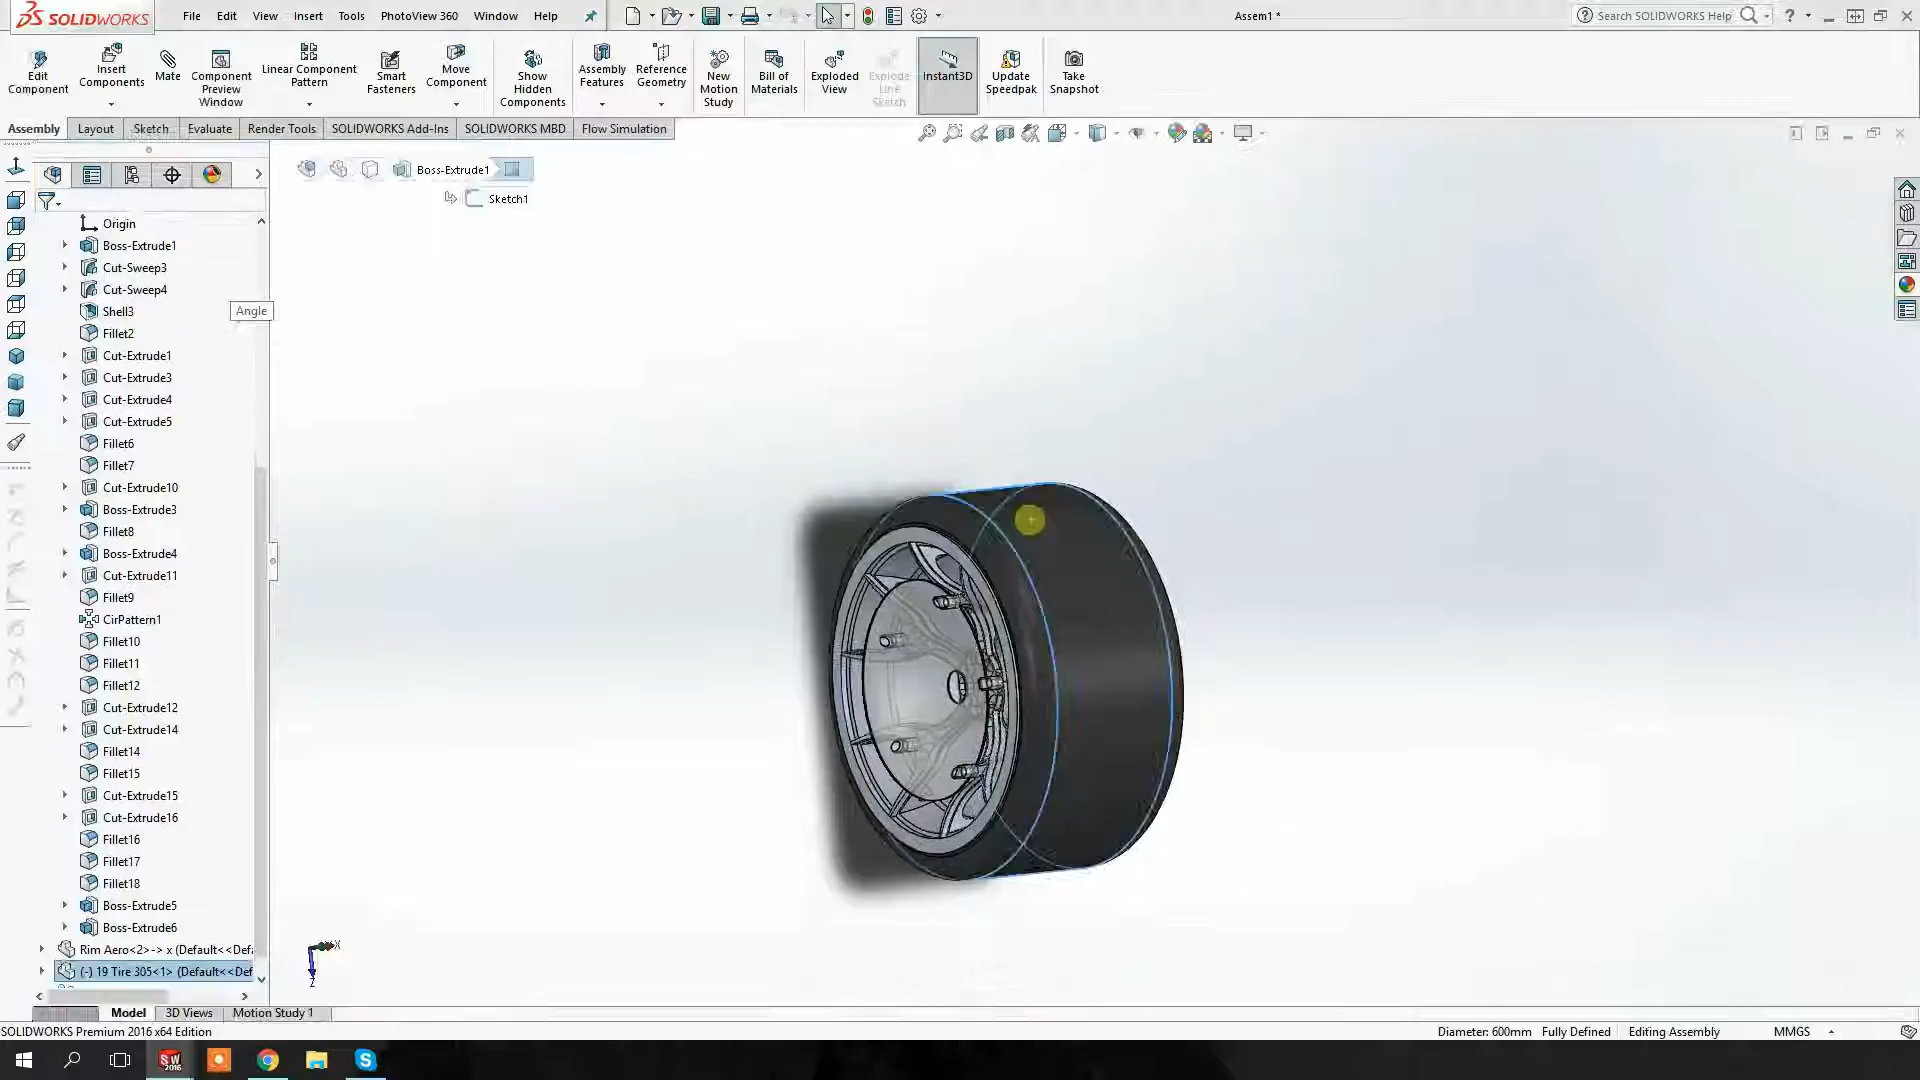 SOLIDWORKS
File Edit View Insert Tools PhotoView 360 Window Help
Assem1 *
Search SOLIDWORKS Help
Edit Component
Insert Components
Mate
Component Preview Window
Linear Component Pattern
Smart Fasteners
Move Component
Show Hidden Components
Assembly Features
Reference Geometry
New Motion Study
Bill of Materials
Exploded View
Explode Line Sketch
Instant3D
Update Speedpak
Take Snapshot
Assembly Layout Sketch Evaluate Render Tools SOLIDWORKS Add-Ins SOLIDWORKS MBD Flow Simulation
Boss-Extrude1
Sketch1
Origin
Boss-Extrude1
Cut-Sweep3
Cut-Sweep4
Shell3
Angle
Fillet2
Cut-Extrude1
Cut-Extrude3
Cut-Extrude4
Cut-Extrude5
Fillet6
Fillet7
Cut-Extrude10
Boss-Extrude3
Fillet8
Boss-Extrude4
Cut-Extrude11
Fillet9
CirPattern1
Fillet10
Fillet11
Fillet12
Cut-Extrude12
Cut-Extrude14
Fillet14
Fillet15
Cut-Extrude15
Cut-Extrude16
Fillet16
Fillet17
Fillet18
Boss-Extrude5
Boss-Extrude6
Rim Aero<2>-> x (Default<<Def
(-) 19 Tire 305<1> (Default<<Def
X
Z
Model 3D Views Motion Study 1
SOLIDWORKS Premium 2016 x64 Edition
Diameter: 600mm Fully Defined Editing Assembly MMGS
SW 2016